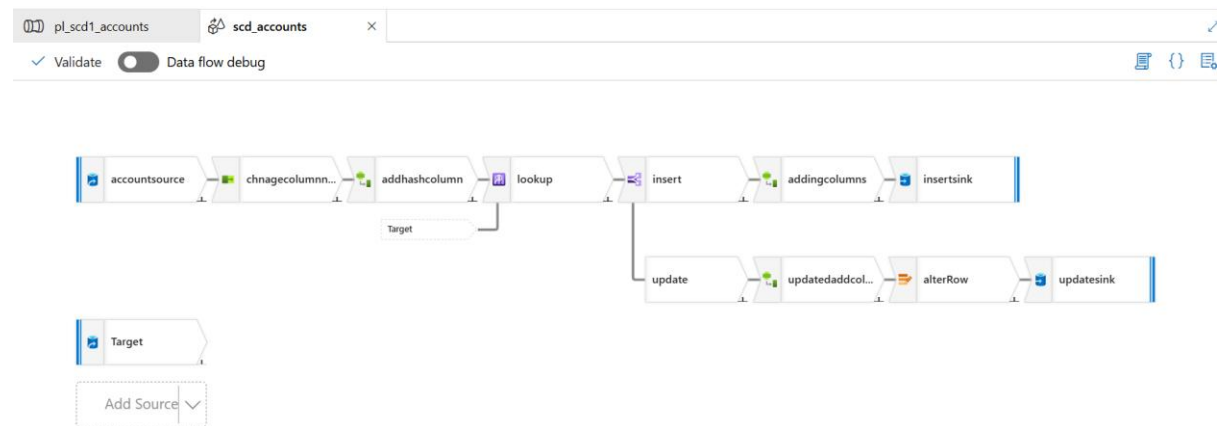 pl_scd1_accounts scd_accounts
Validate Data flow debug {}
accountsource chnagecolumnn... addhashcolumn lookup insert addingcolumns insertsink
Target
update updatedaddcol... alterRow updatesink
Target
Add Source